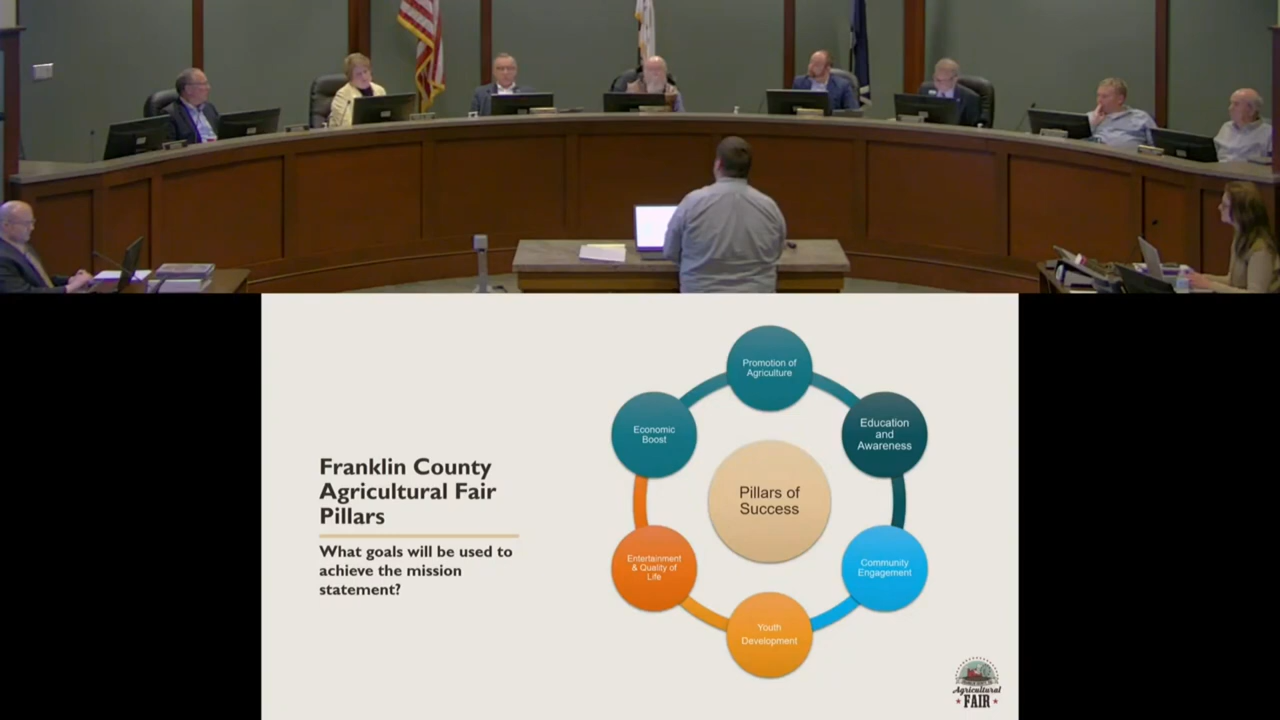 Franklin County
Agricultural Fair
Pillars
What goals will be used to
achieve the mission
statement?
Promotion of
Agriculture
Education
and
Awareness
Community
Engagement
Youth
Development
Entertainment
& Quality of
Life
Economic
Boost
Pillars of
Success
Agricultural
FAIR